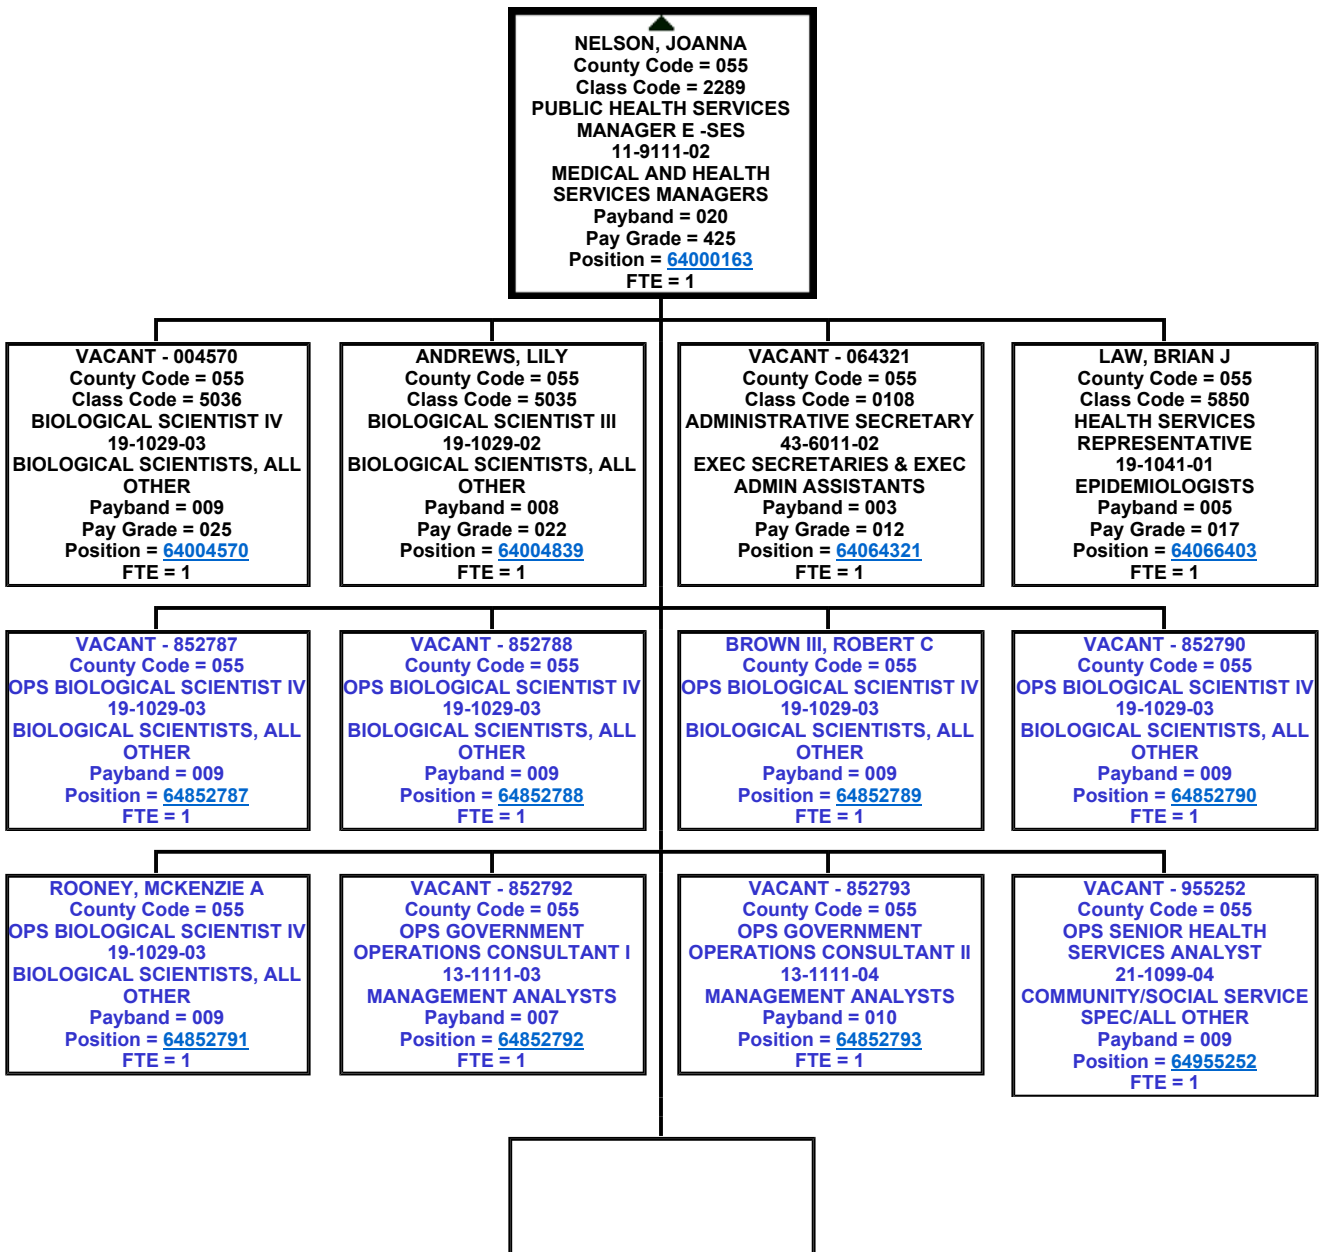 NELSON, JOANNA
County Code = 055
Class Code = 2289
PUBLIC HEALTH SERVICES
MANAGER E -SES
11-9111-02
MEDICAL AND HEALTH
SERVICES MANAGERS
Payband = 020
Pay Grade = 425
Position = 64000163
FTE = 1
VACANT - 004570
County Code = 055
Class Code = 5036
BIOLOGICAL SCIENTIST IV
19-1029-03
BIOLOGICAL SCIENTISTS, ALL
OTHER
Payband = 009
Pay Grade = 025
Position = 64004570
FTE = 1
ANDREWS, LILY
County Code = 055
Class Code = 5035
BIOLOGICAL SCIENTIST III
19-1029-02
BIOLOGICAL SCIENTISTS, ALL
OTHER
Payband = 008
Pay Grade = 022
Position = 64004839
FTE = 1
VACANT - 064321
County Code = 055
Class Code = 0108
ADMINISTRATIVE SECRETARY
43-6011-02
EXEC SECRETARIES & EXEC
ADMIN ASSISTANTS
Payband = 003
Pay Grade = 012
Position = 64064321
FTE = 1
LAW, BRIAN J
County Code = 055
Class Code = 5850
HEALTH SERVICES
REPRESENTATIVE
19-1041-01
EPIDEMIOLOGISTS
Payband = 005
Pay Grade = 017
Position = 64066403
FTE = 1
VACANT - 852787
County Code = 055
OPS BIOLOGICAL SCIENTIST IV
19-1029-03
BIOLOGICAL SCIENTISTS, ALL
OTHER
Payband = 009
Position = 64852787
FTE = 1
VACANT - 852788
County Code = 055
OPS BIOLOGICAL SCIENTIST IV
19-1029-03
BIOLOGICAL SCIENTISTS, ALL
OTHER
Payband = 009
Position = 64852788
FTE = 1
BROWN III, ROBERT C
County Code = 055
OPS BIOLOGICAL SCIENTIST IV
19-1029-03
BIOLOGICAL SCIENTISTS, ALL
OTHER
Payband = 009
Position = 64852789
FTE = 1
VACANT - 852790
County Code = 055
OPS BIOLOGICAL SCIENTIST IV
19-1029-03
BIOLOGICAL SCIENTISTS, ALL
OTHER
Payband = 009
Position = 64852790
FTE = 1
ROONEY, MCKENZIE A
County Code = 055
OPS BIOLOGICAL SCIENTIST IV
19-1029-03
BIOLOGICAL SCIENTISTS, ALL
OTHER
Payband = 009
Position = 64852791
FTE = 1
VACANT - 852792
County Code = 055
OPS GOVERNMENT
OPERATIONS CONSULTANT I
13-1111-03
MANAGEMENT ANALYSTS
Payband = 007
Position = 64852792
FTE = 1
VACANT - 852793
County Code = 055
OPS GOVERNMENT
OPERATIONS CONSULTANT II
13-1111-04
MANAGEMENT ANALYSTS
Payband = 010
Position = 64852793
FTE = 1
VACANT - 955252
County Code = 055
OPS SENIOR HEALTH
SERVICES ANALYST
21-1099-04
COMMUNITY/SOCIAL SERVICE
SPEC/ALL OTHER
Payband = 009
Position = 64955252
FTE = 1